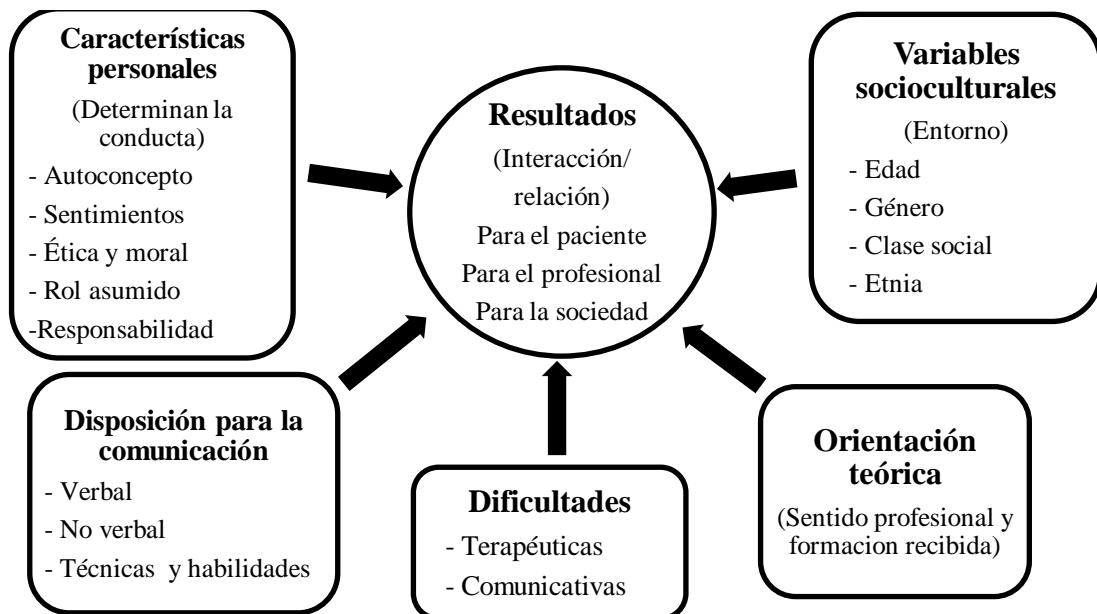 Características
personales
(Determinan la
conducta)
- Autoconcepto
- Sentimientos
- Ética y moral
- Rol asumido
-Responsabilidad
Resultados
(Interacción/
relación)
Para el paciente
Para el profesional
Para la sociedad
Variables
socioculturales
(Entorno)
- Edad
- Género
- Clase social
- Etnia
Disposición para la
comunicación
- Verbal
- No verbal
- Técnicas y habilidades
Dificultades
- Terapéuticas
- Comunicativas
Orientación
teórica
(Sentido profesional y
formacion recibida)